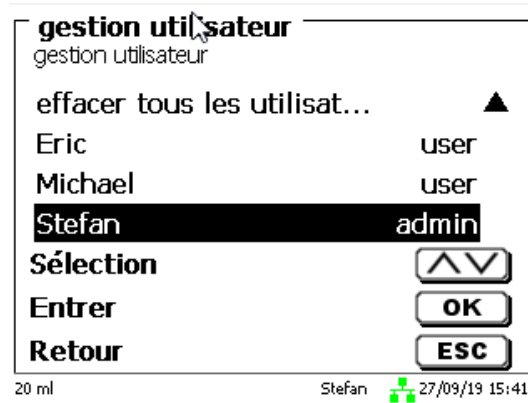 gestion utilisateur
gestion utilisateur
effacer tous les utilisat...
Eric user
Michael user
Stefan admin
Sélection
Entrer OK
Retour ESC
20 ml Stefan 27/09/19 15:41